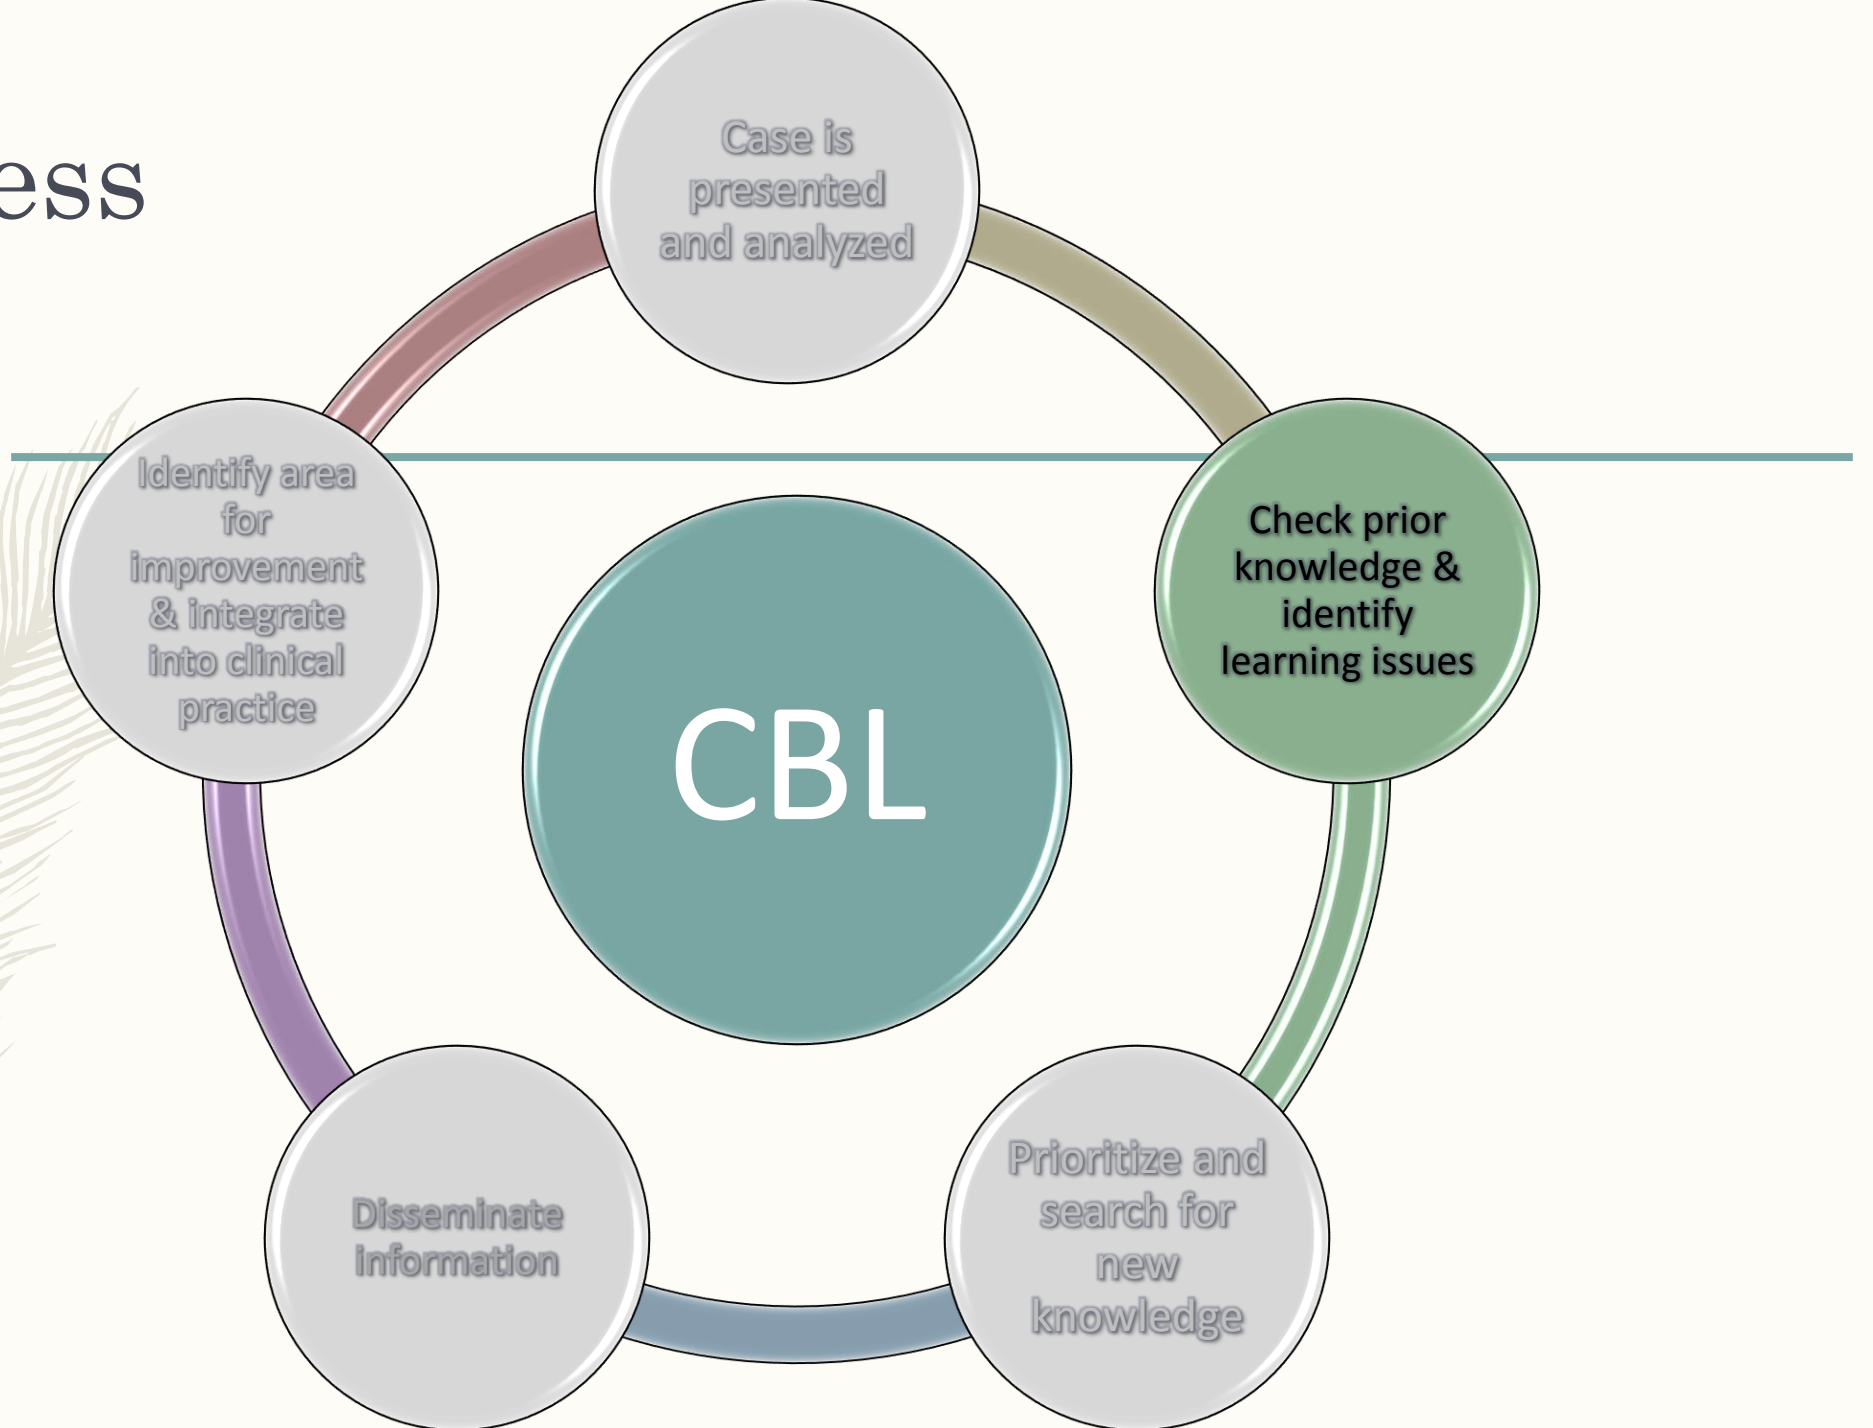 ess
Case is
presented
and analyzed
Check prior
knowledge &
identify
learning issues
Prioritize and
search for
new
knowledge
Disseminate
information
Identify area
for
improvement
& integrate
into clinical
practice
CBL